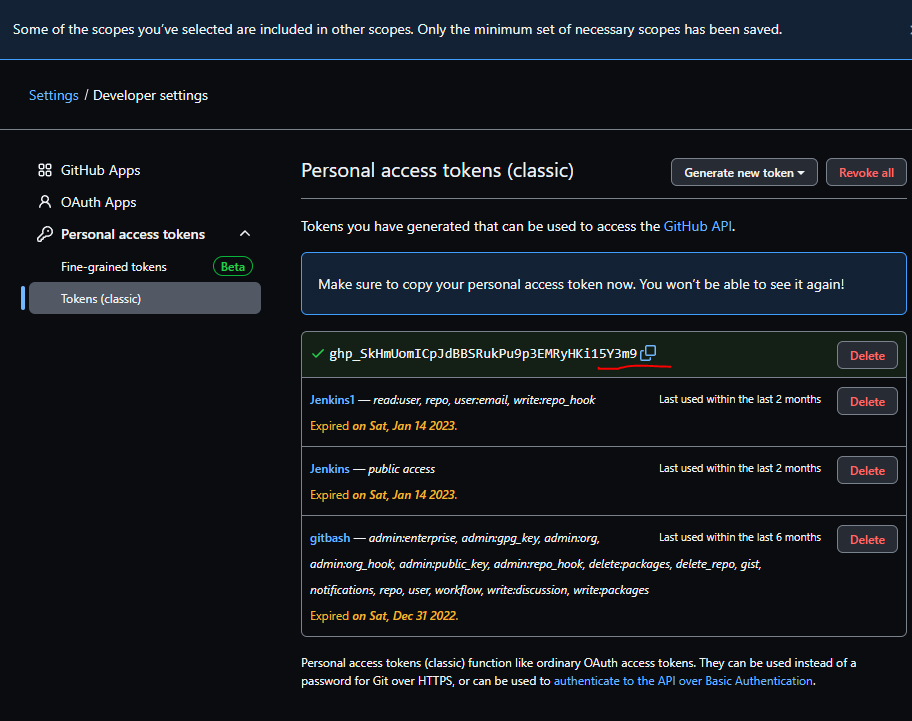 Some of the scopes you've selected are included in other scopes. Only the minimum set of necessary scopes has been saved.
Settings / Developer settings
GitHub Apps
OAuth Apps
Personal access tokens
Fine-grained tokens Beta
Tokens (classic)
Personal access tokens (classic) Generate new token Revoke all
Tokens you have generated that can be used to access the GitHub API.
Make sure to copy your personal access token now. You won't be able to see it again!
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 Delete
Jenkins1 — read:user, repo, user:email, write:repo_hook Last used within the last 2 months Delete
Expired on Sat, Jan 14 2023.
Jenkins — public access Last used within the last 2 months Delete
Expired on Sat, Jan 14 2023.
gitbash — admin:enterprise, admin:gpg_key, admin:org, Last used within the last 6 months Delete
admin:org_hook, admin:public_key, admin:repo_hook, delete:packages, delete_repo, gist,
notifications, repo, user, workflow, write:discussion, write:packages
Expired on Sat, Dec 31 2022.
Personal access tokens (classic) function like ordinary OAuth access tokens. They can be used instead of a
password for Git over HTTPS, or can be used to authenticate to the API over Basic Authentication.